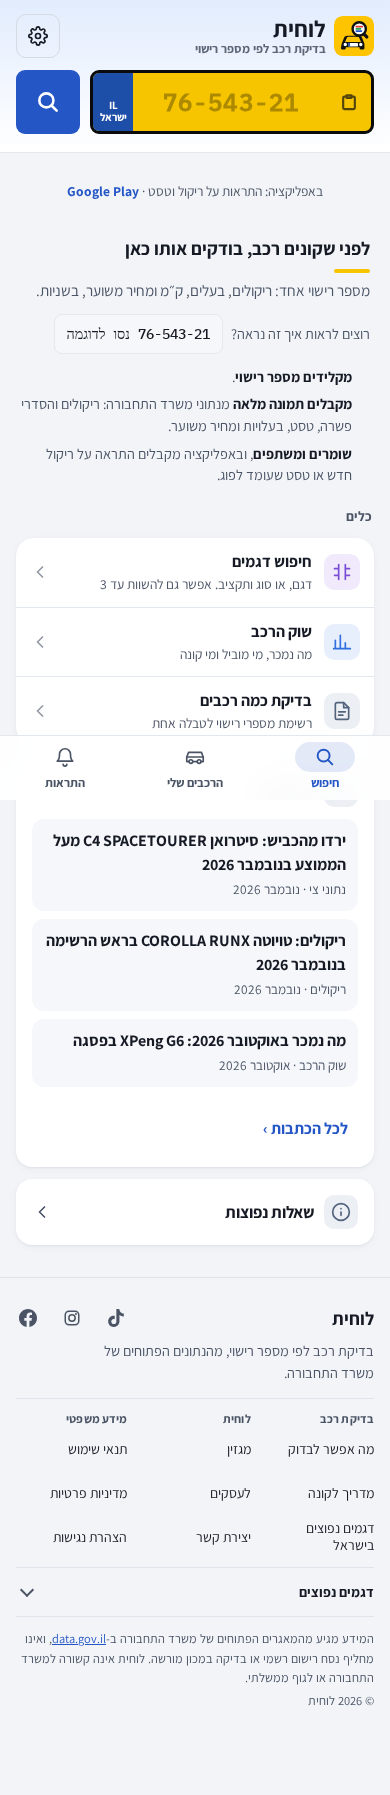 לוחית
בדיקת רכב לפי מספר רישוי
76-543-21
IL
ישראל
באפליקציה: התראות על ריקול וטסט · Google Play
לפני שקונים רכב, בודקים אותו כאן
מספר רישוי אחד: ריקולים, בעלים, ק״מ ומחיר משוער, בשניות.
רוצים לראות איך זה נראה?
76-543-21 נסו לדוגמה
מקלידים מספר רישוי.
מקבלים תמונה מלאה מנתוני משרד התחבורה: ריקולים והסדרי
פשרה, טסט, בעלויות ומחיר משוער.
שומרים ומשתפים, ובאפליקציה מקבלים התראה על ריקול
חדש או טסט שעומד לפוג.
כלים
חיפוש דגמים
דגם, או סוג ותקציב. אפשר גם להשוות עד 3
שוק הרכב
מה נמכר, מי מוביל ומי קונה
בדיקת כמה רכבים
רשימת מספרי רישוי לטבלה אחת
חיפוש
הרכבים שלי
התראות
ירדו מהכביש: סיטרואן C4 SPACETOURER מעל
הממוצע בנובמבר 2026
נתוני צי · נובמבר 2026
ריקולים: טויוטה COROLLA RUNX בראש הרשימה
בנובמבר 2026
ריקולים · נובמבר 2026
מה נמכר באוקטובר 2026: XPeng G6 בפסגה
שוק הרכב · אוקטובר 2026
לכל הכתבות ›
שאלות נפוצות
לוחית
בדיקת רכב לפי מספר רישוי, מהנתונים הפתוחים של
משרד התחבורה.
בדיקת רכב
מה אפשר לבדוק
מדריך לקונה
דגמים נפוצים
בישראל
לוחית
מגזין
לעסקים
יצירת קשר
מידע משפטי
תנאי שימוש
מדיניות פרטיות
הצהרת נגישות
דגמים נפוצים
המידע מגיע מהמאגרים הפתוחים של משרד התחבורה ב-data.gov.il, ואינו
מחליף נסח רישום רשמי או בדיקה במכון מורשה. לוחית אינה קשורה למשרד
התחבורה או לגוף ממשלתי.
© 2026 לוחית